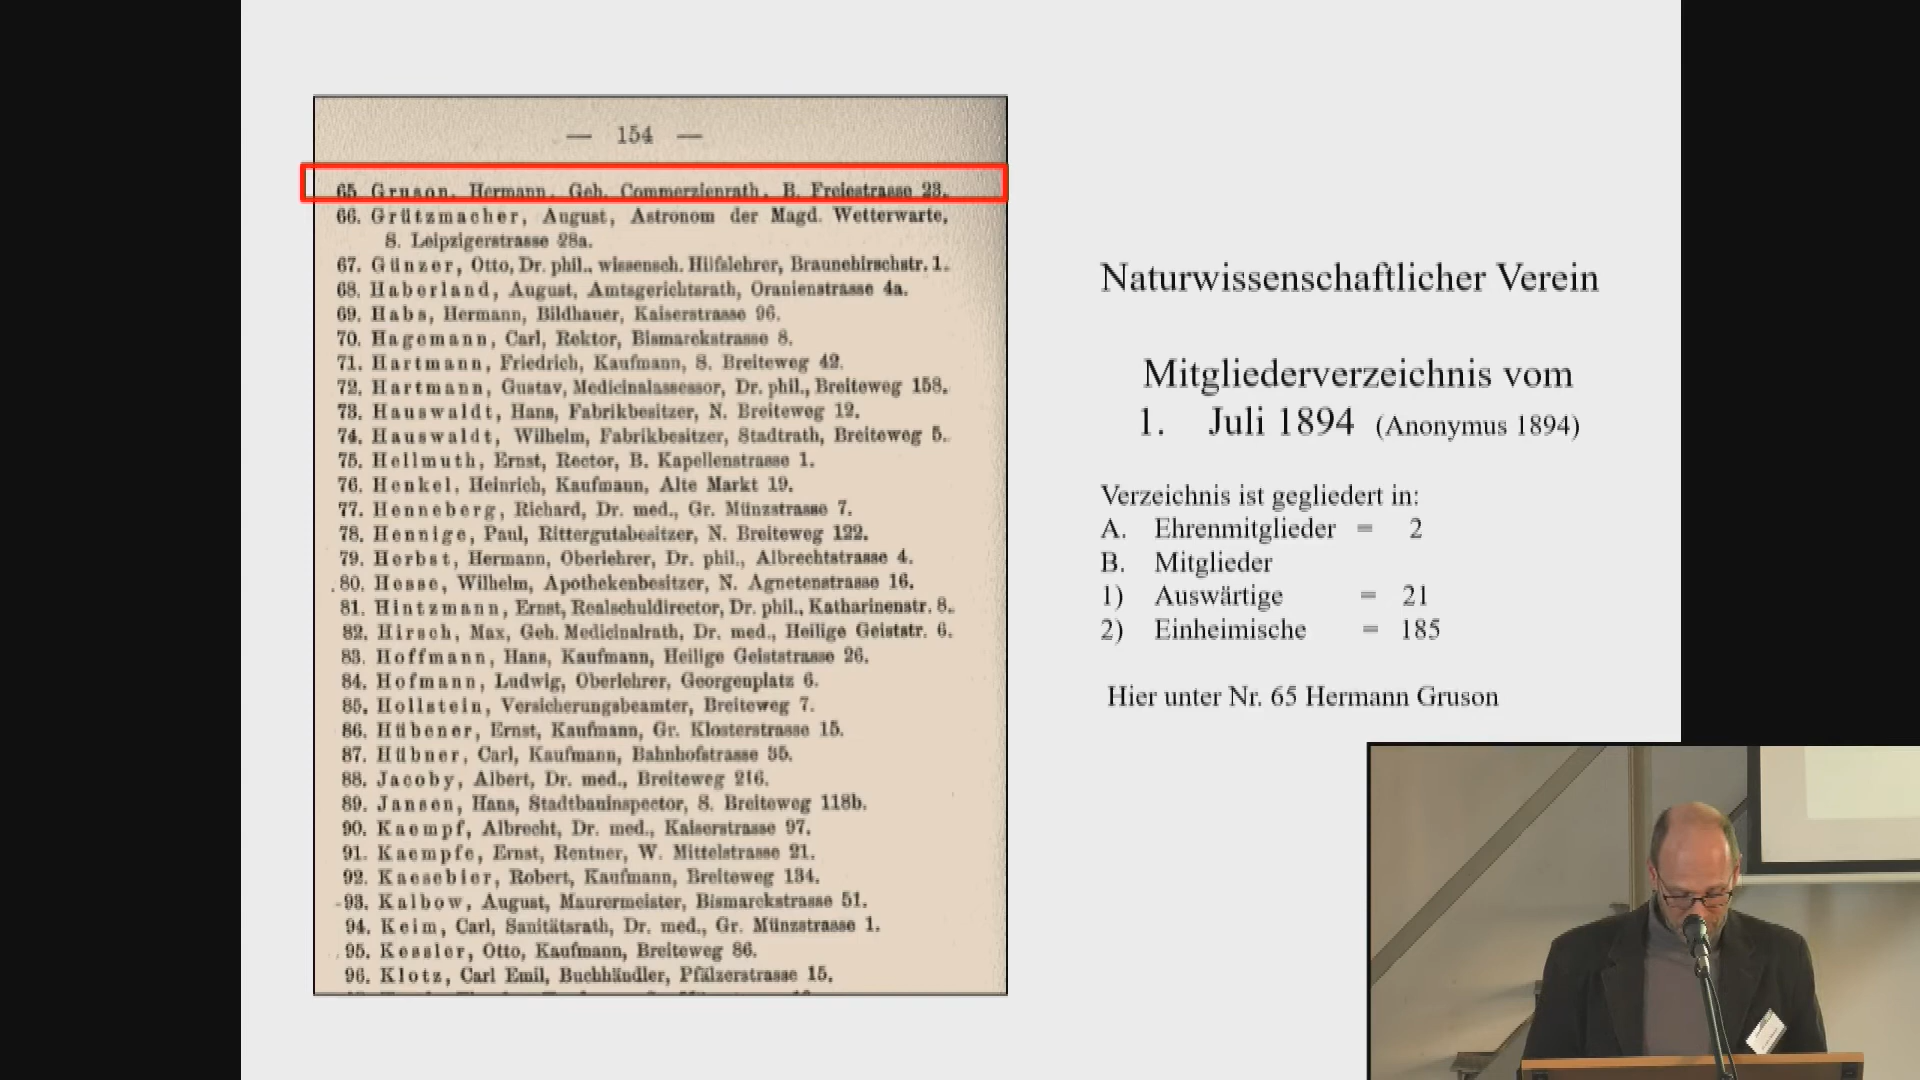 — 154 —
65. Gruson, Hermann, Geh. Commerzienrath, B. Freiestrasse 23.
66. Grützmacher, August, Astronom der Magd. Wetterwarte,
S. Leipzigerstrasse 28a.
67. Günzer, Otto, Dr. phil., wissensch. Hilfslehrer, Braunehirschstr. 1.
68. Haberland, August, Amtsgerichtsrath, Oranienstrasse 4a.
69. Habs, Hermann, Bildhauer, Kaiserstrasse 96.
70. Hagemann, Carl, Rektor, Bismarckstrasse 8.
71. Hartmann, Friedrich, Kaufmann, S. Breiteweg 42.
72. Hartmann, Gustav, Medicinalassessor, Dr. phil., Breiteweg 158.
73. Hauswaldt, Hans, Fabrikbesitzer, N. Breiteweg 12.
74. Hauswaldt, Wilhelm, Fabrikbesitzer, Stadtrath, Breiteweg 5.
75. Hellmuth, Ernst, Rector, B. Kapellenstrasse 1.
76. Henkel, Heinrich, Kaufmann, Alte Markt 19.
77. Henneberg, Richard, Dr. med., Gr. Münzstrasse 7.
78. Hennige, Paul, Rittergutsbesitzer, N. Breiteweg 122.
79. Herbst, Hermann, Oberlehrer, Dr. phil., Albrechtstrasse 4.
80. Hesse, Wilhelm, Apothekenbesitzer, N. Agnetenstrasse 16.
81. Hintzmann, Ernst, Realschuldirector, Dr. phil., Katharinenstr. 8.
82. Hirsch, Max, Geh. Medicinalrath, Dr. med., Heilige Geiststr. 6.
83. Hoffmann, Hans, Kaufmann, Heilige Geiststrasse 26.
84. Hofmann, Ludwig, Oberlehrer, Georgenplatz 6.
85. Hollstein, Versicherungsbeamter, Breiteweg 7.
86. Hübener, Ernst, Kaufmann, Gr. Klosterstrasse 15.
87. Hübner, Carl, Kaufmann, Bahnhofstrasse 35.
88. Jacoby, Albert, Dr. med., Breiteweg 216.
89. Jansen, Hans, Stadtbauinspector, S. Breiteweg 118b.
90. Kaempf, Albrecht, Dr. med., Kaiserstrasse 97.
91. Kaempfe, Ernst, Rentner, W. Mittelstrasse 21.
92. Kaesebier, Robert, Kaufmann, Breiteweg 134.
93. Kalbow, August, Maurermeister, Bismarckstrasse 51.
94. Keim, Carl, Sanitätsrath, Dr. med., Gr. Münzstrasse 1.
95. Kessler, Otto, Kaufmann, Breiteweg 86.
96. Klotz, Carl Emil, Buchhändler, Pfälzerstrasse 15.
Naturwissenschaftlicher Verein
Mitgliederverzeichnis vom
1. Juli 1894 (Anonymus 1894)
Verzeichnis ist gegliedert in:
A. Ehrenmitglieder = 2
B. Mitglieder
1) Auswärtige = 21
2) Einheimische = 185
Hier unter Nr. 65 Hermann Gruson